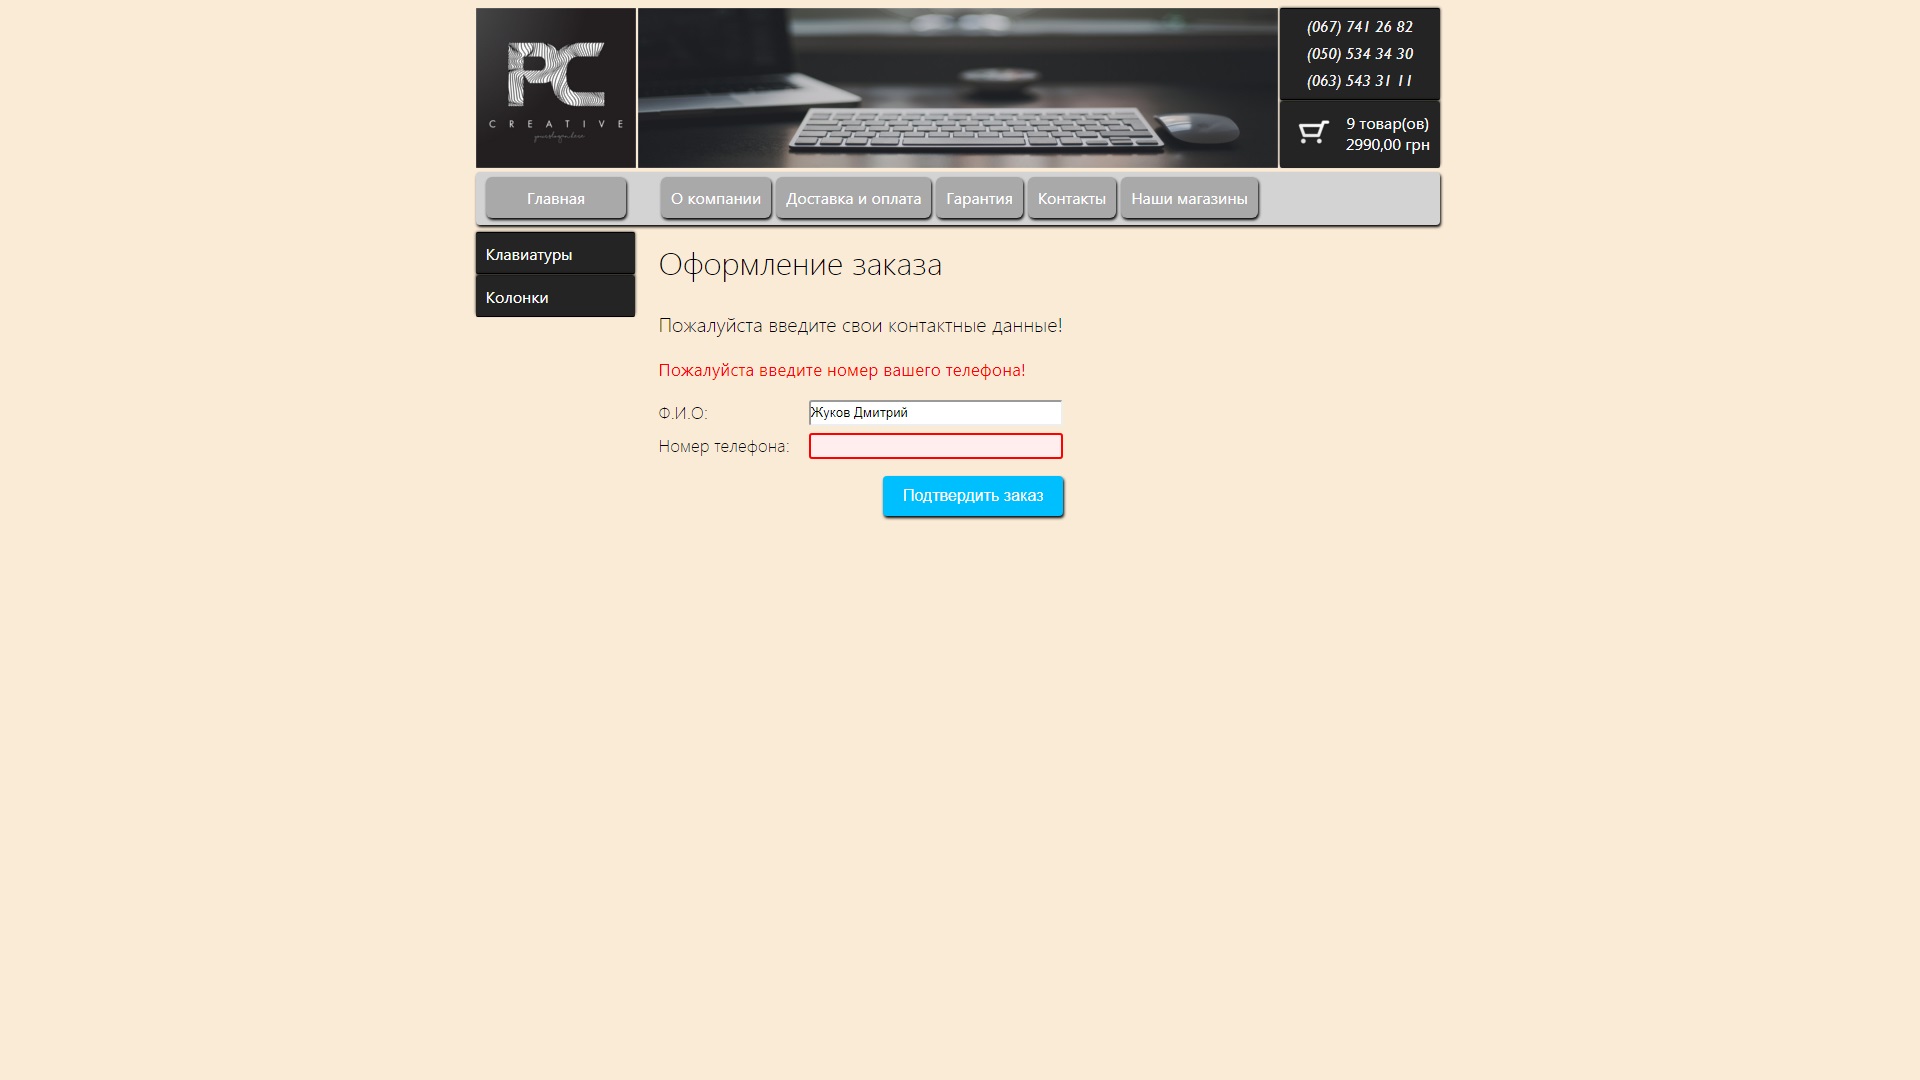 PC
CREATIVE
(067) 741 26 82
(050) 534 34 30
(063) 543 31 11
9 товар(ов)
2990,00 грн
Главная
О компании
Доставка и оплата
Гарантия
Контакты
Наши магазины
Клавиатуры
Колонки
Оформление заказа
Пожалуйста введите свои контактные данные!
Пожалуйста введите номер вашего телефона!
Ф.И.О: Жуков Дмитрий
Номер телефона:
Подтвердить заказ